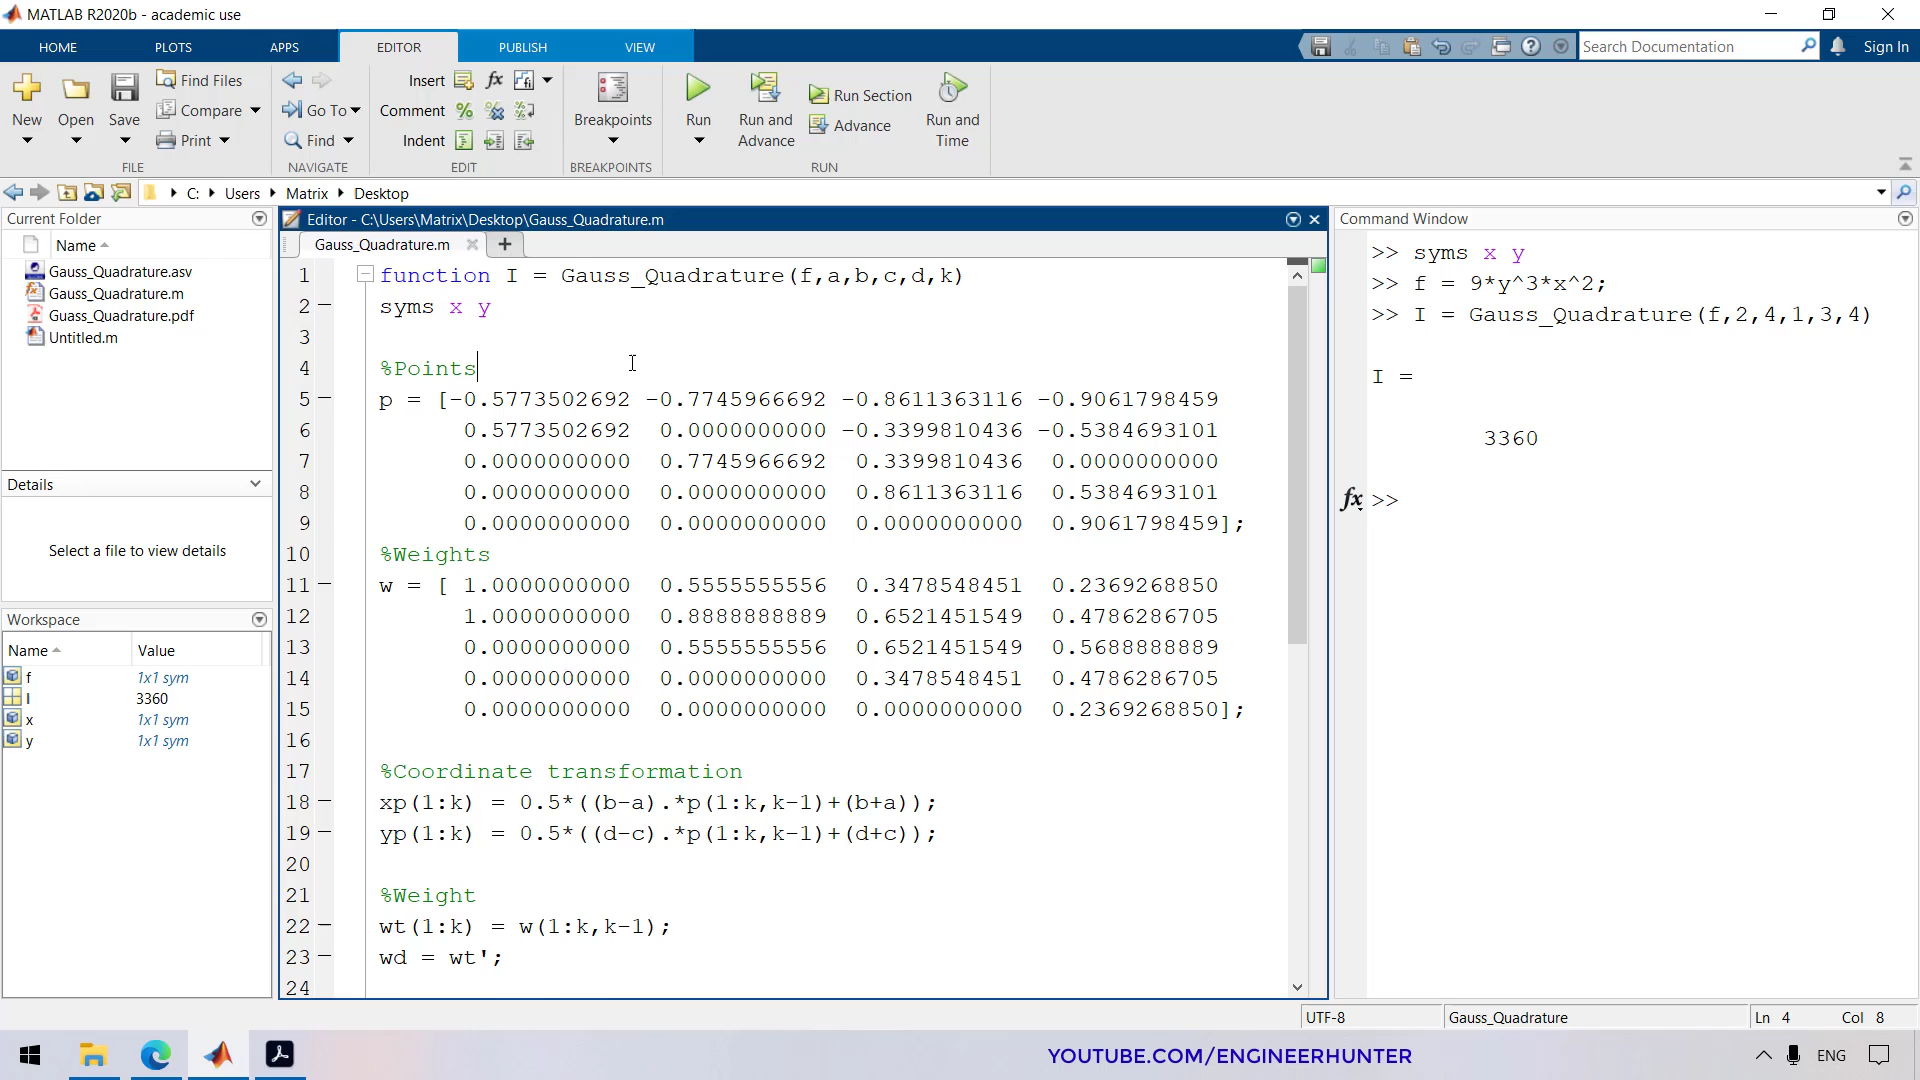 MATLAB R2020b - academic use
HOME PLOTS APPS EDITOR PUBLISH VIEW Search Documentation Sign In
New Open Save Find Files Compare Print FILE
Go To Find NAVIGATE
Insert fx Comment Indent EDIT
Breakpoints BREAKPOINTS
Run Run and Advance Run Section Advance Run and Time RUN
C: Users Matrix Desktop
Current Folder
Name
Gauss_Quadrature.asv
Gauss_Quadrature.m
Guass_Quadrature.pdf
Untitled.m
Details
Select a file to view details
Workspace
Name Value
f 1x1 sym
I 3360
x 1x1 sym
y 1x1 sym
Editor - C:\Users\Matrix\Desktop\Gauss_Quadrature.m
Gauss_Quadrature.m
1 function I = Gauss_Quadrature(f,a,b,c,d,k)
2 syms x y
3
4 %Points
5 p = [-0.5773502692 -0.7745966692 -0.8611363116 -0.9061798459
6 0.5773502692 0.0000000000 -0.3399810436 -0.5384693101
7 0.0000000000 0.7745966692 0.3399810436 0.0000000000
8 0.0000000000 0.0000000000 0.8611363116 0.5384693101
9 0.0000000000 0.0000000000 0.0000000000 0.9061798459];
10 %Weights
11 w = [ 1.0000000000 0.5555555556 0.3478548451 0.2369268850
12 1.0000000000 0.8888888889 0.6521451549 0.4786286705
13 0.0000000000 0.5555555556 0.6521451549 0.5688888889
14 0.0000000000 0.0000000000 0.3478548451 0.4786286705
15 0.0000000000 0.0000000000 0.0000000000 0.2369268850];
16
17 %Coordinate transformation
18 xp(1:k) = 0.5*((b-a).*p(1:k,k-1)+(b+a));
19 yp(1:k) = 0.5*((d-c).*p(1:k,k-1)+(d+c));
20
21 %Weight
22 wt(1:k) = w(1:k,k-1);
23 wd = wt';
24
Command Window
>> syms x y
>> f = 9*y^3*x^2;
>> I = Gauss_Quadrature(f,2,4,1,3,4)
I =
3360
fx >>
UTF-8 Gauss_Quadrature Ln 4 Col 8
YOUTUBE.COM/ENGINEERHUNTER ENG